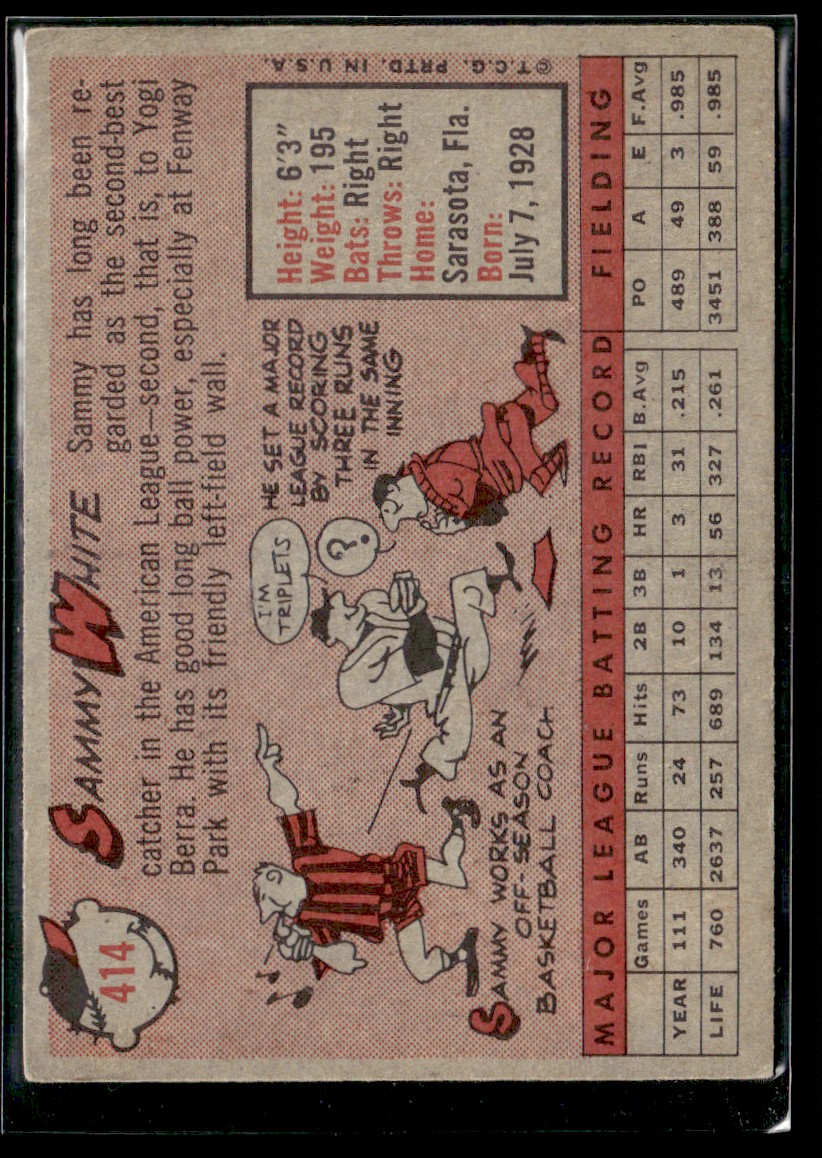 414
SAMMY WHITE
Sammy has long been re-
garded as the second-best
catcher in the American League—second, that is, to Yogi
Berra. He has good long ball power, especially at Fenway
Park with its friendly left-field wall.
SAMMY WORKS AS AN
OFF-SEASON
BASKETBALL COACH
I'M
TRIPLETS
?
HE SET A MAJOR
LEAGUE RECORD
BY SCORING
THREE RUNS
IN THE SAME
INNING
Height: 6'3"
Weight: 195
Bats: Right
Throws: Right
Home:
Sarasota, Fla.
Born:
July 7, 1928
© T.C.G. PRTD. IN U.S.A.
MAJOR LEAGUE BATTING RECORD FIELDING
Games AB Runs Hits 2B 3B HR RBI B.Avg PO A E F.Avg
YEAR 111 340 24 73 10 1 3 31 .215 489 49 3 .985
LIFE 760 2637 257 689 134 13 56 327 .261 3451 388 59 .985